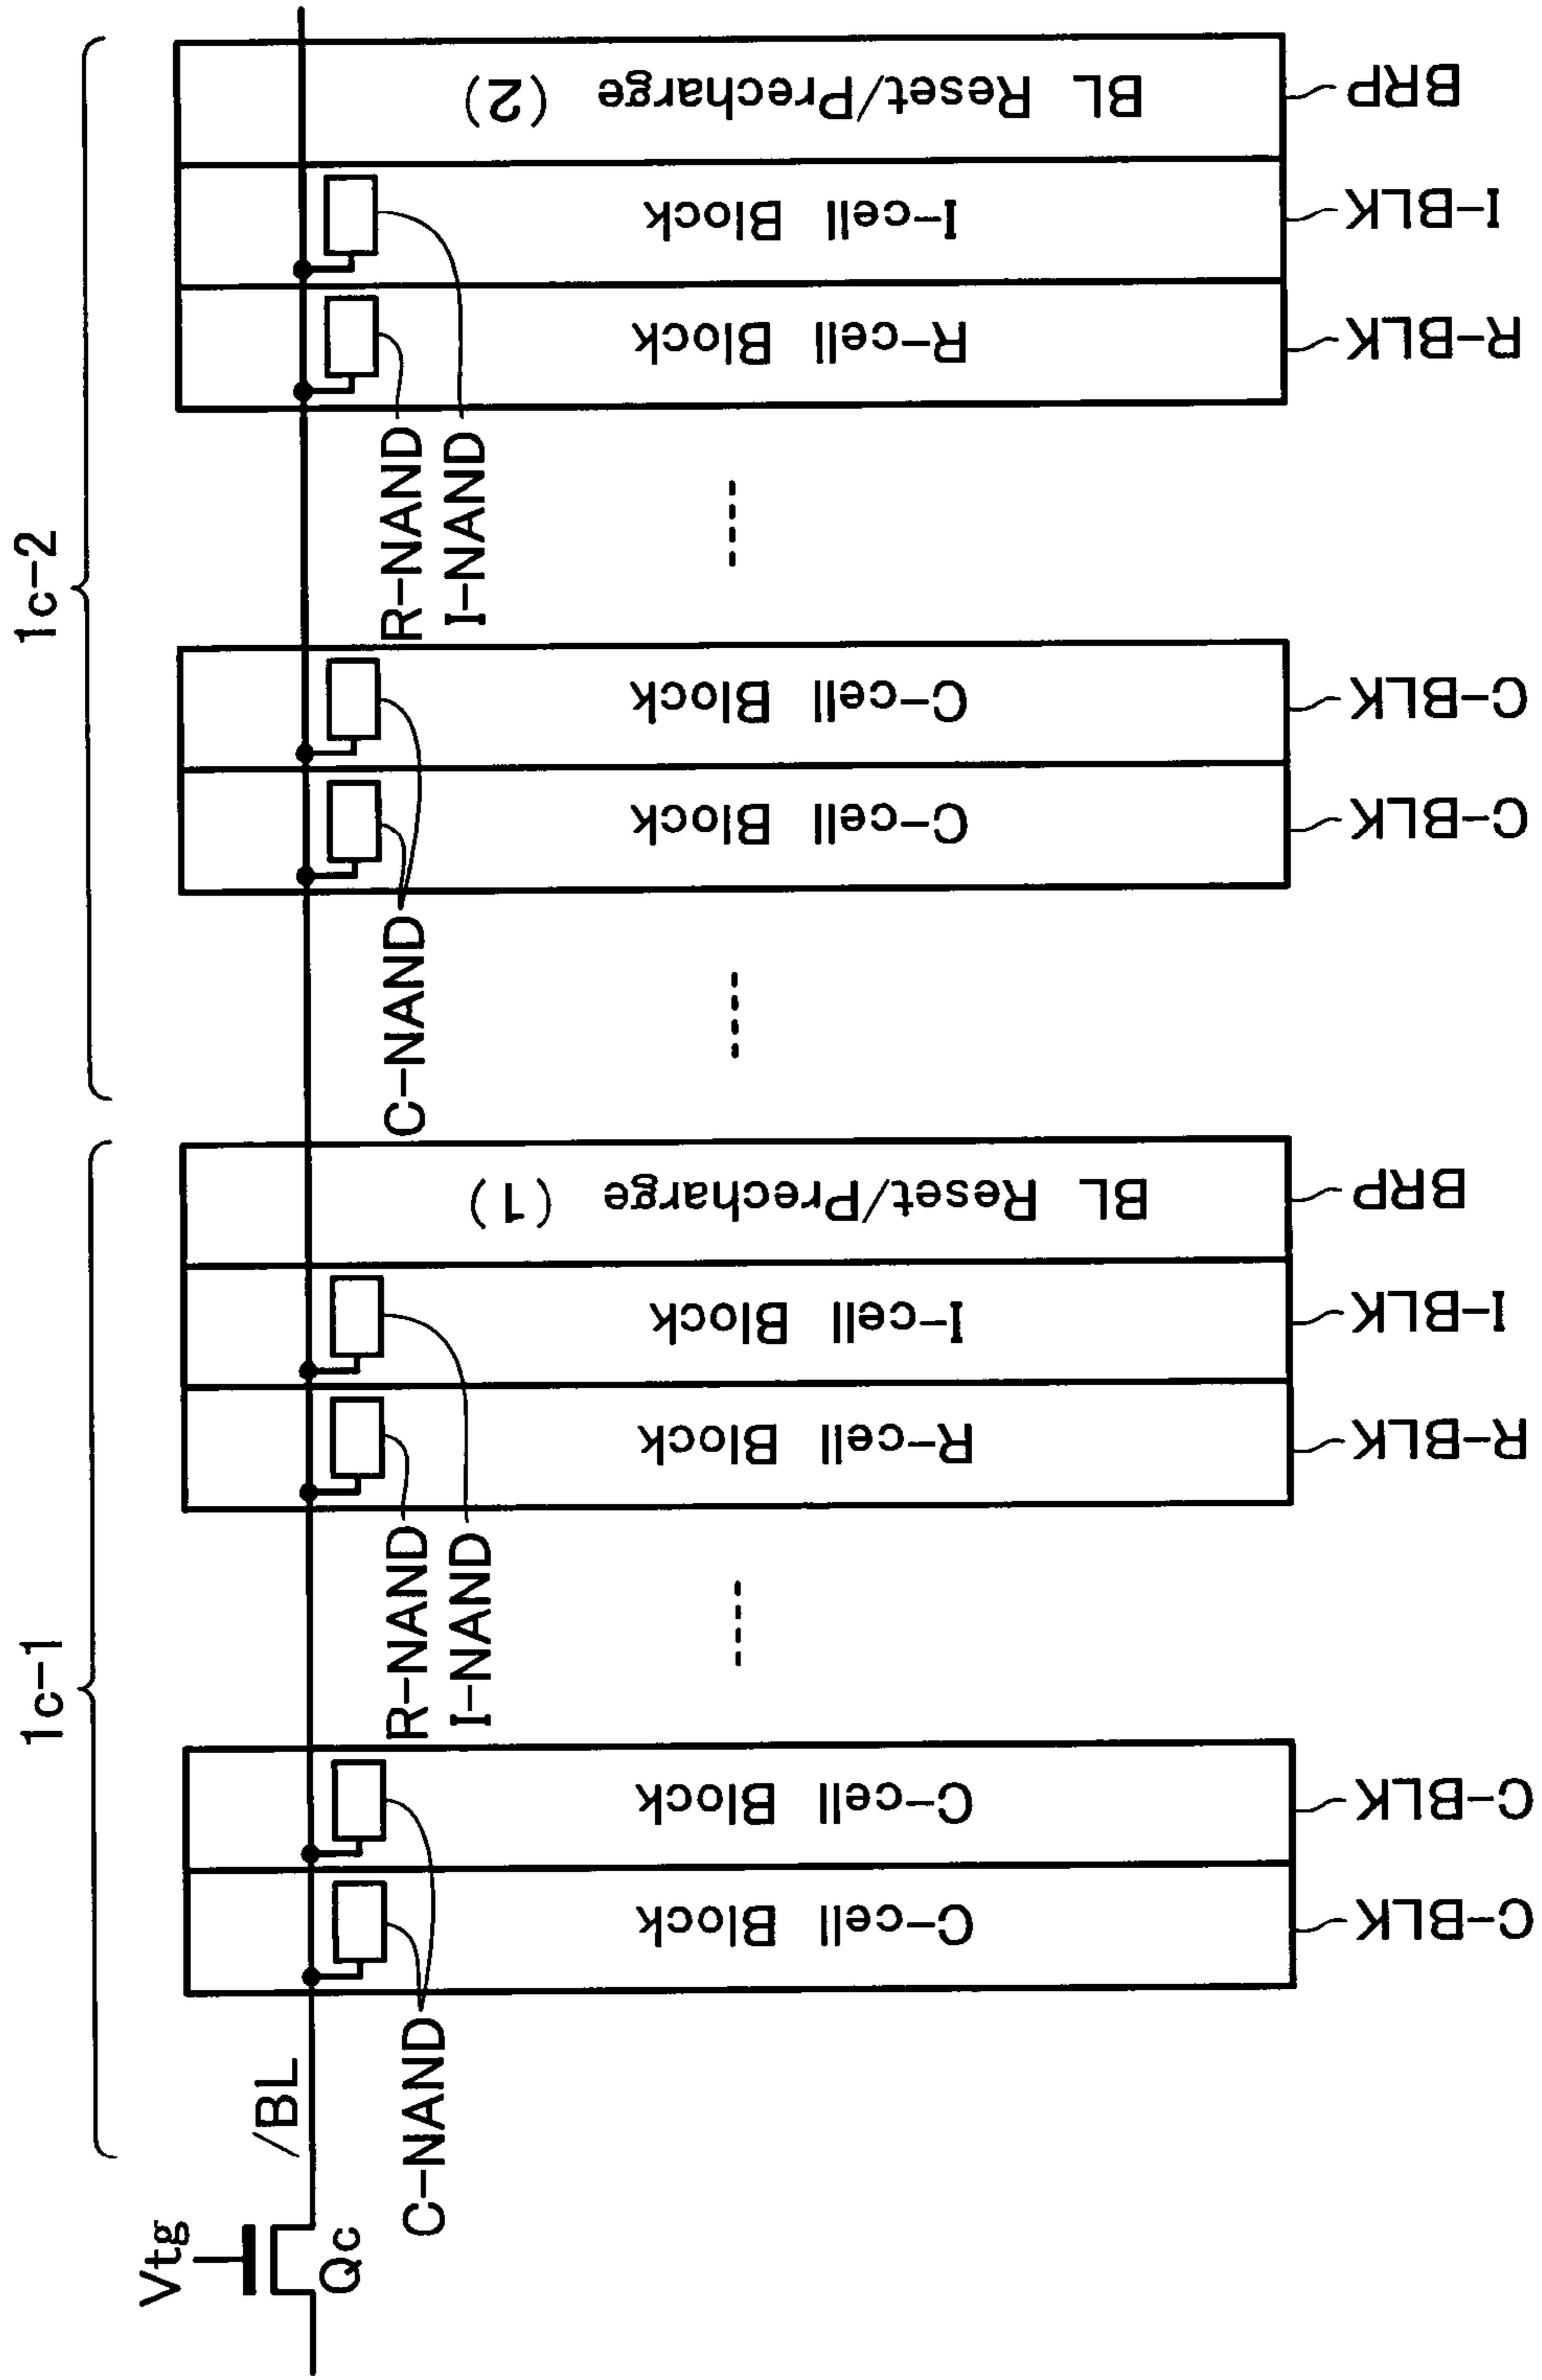 1c-1
1c-2
Vtg
Qc
/BL
C-NAND
R-NAND
I-NAND
C-NAND
R-NAND
I-NAND
C-cell Block
C-cell Block
R-cell Block
I-cell Block
BL Reset/Precharge (1)
C-cell Block
C-cell Block
R-cell Block
I-cell Block
BL Reset/Precharge (2)
C-BLK
C-BLK
R-BLK
I-BLK
BRP
C-BLK
C-BLK
R-BLK
I-BLK
BRP